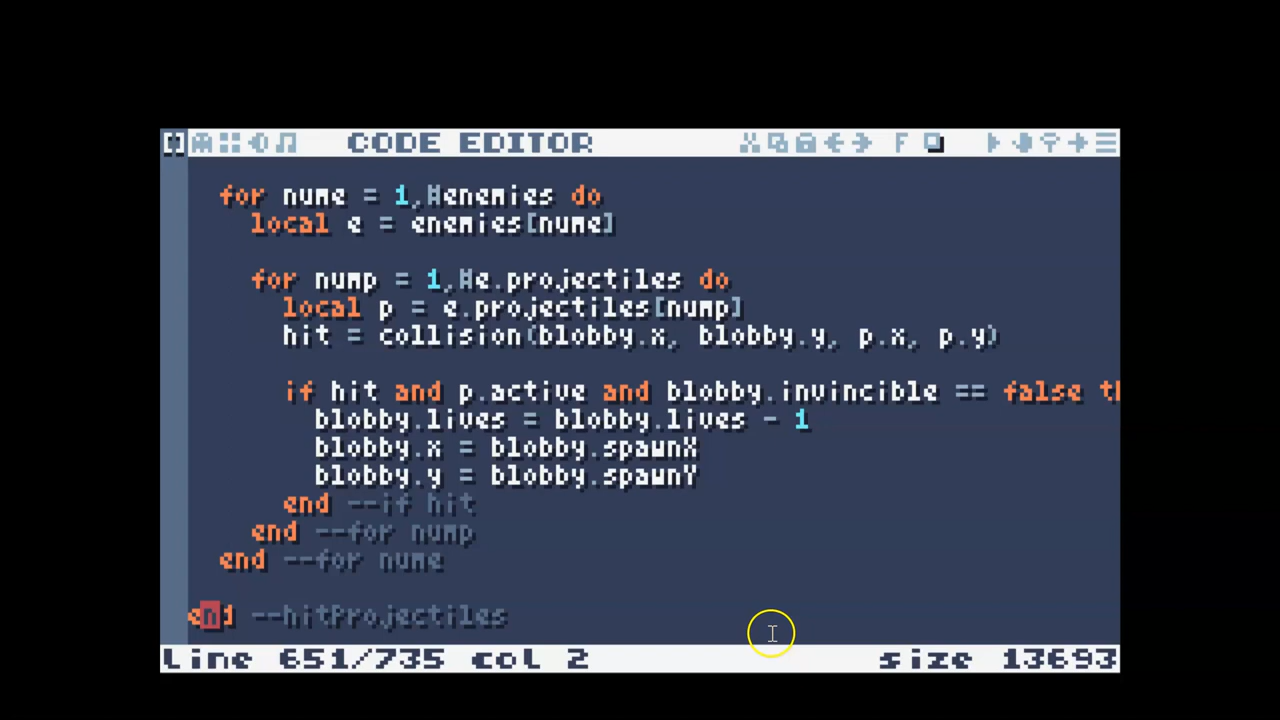 CODE EDITOR F
for nume = 1,#enemies do
local e = enemies[nume]
for nump = 1,#e.projectiles do
local p = e.projectiles[nump]
hit = collision(blobby.x, blobby.y, p.x, p.y)
if hit and p.active and blobby.invincible == false th
blobby.lives = blobby.lives - 1
blobby.x = blobby.spawnX
blobby.y = blobby.spawnY
end --if hit
end --for nump
end --for nume
end --hitProjectiles
line 651/735 col 2 size 13693